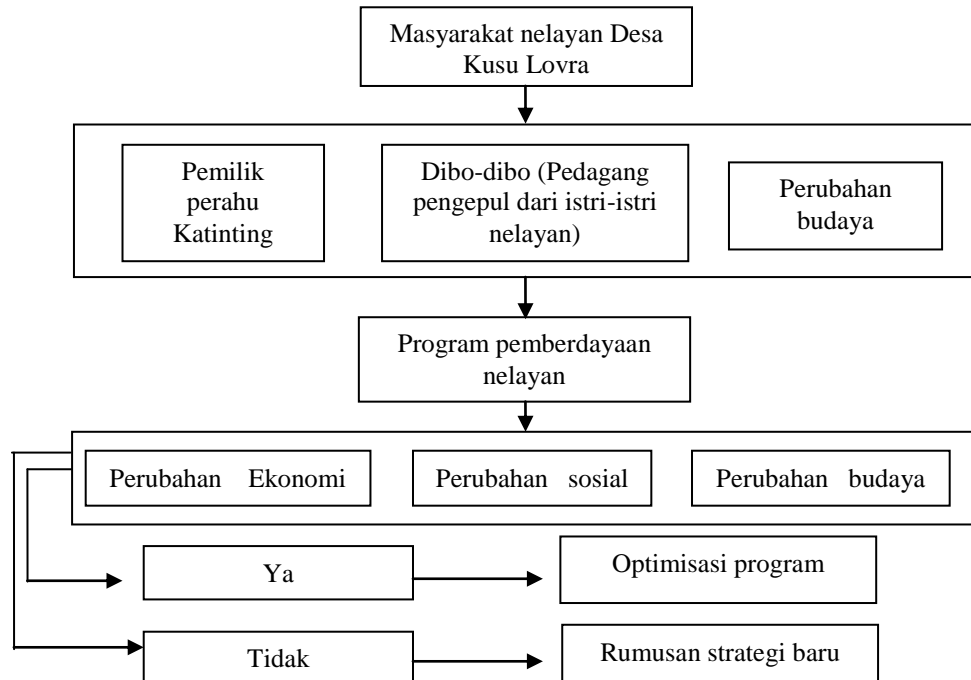 Masyarakat nelayan Desa
Kusu Lovra
Pemilik
perahu
Katinting
Dibo-dibo (Pedagang
pengepul dari istri-istri
nelayan)
Perubahan
budaya
Program pemberdayaan
nelayan
Perubahan Ekonomi
Perubahan sosial
Perubahan budaya
Ya
Optimisasi program
Tidak
Rumusan strategi baru